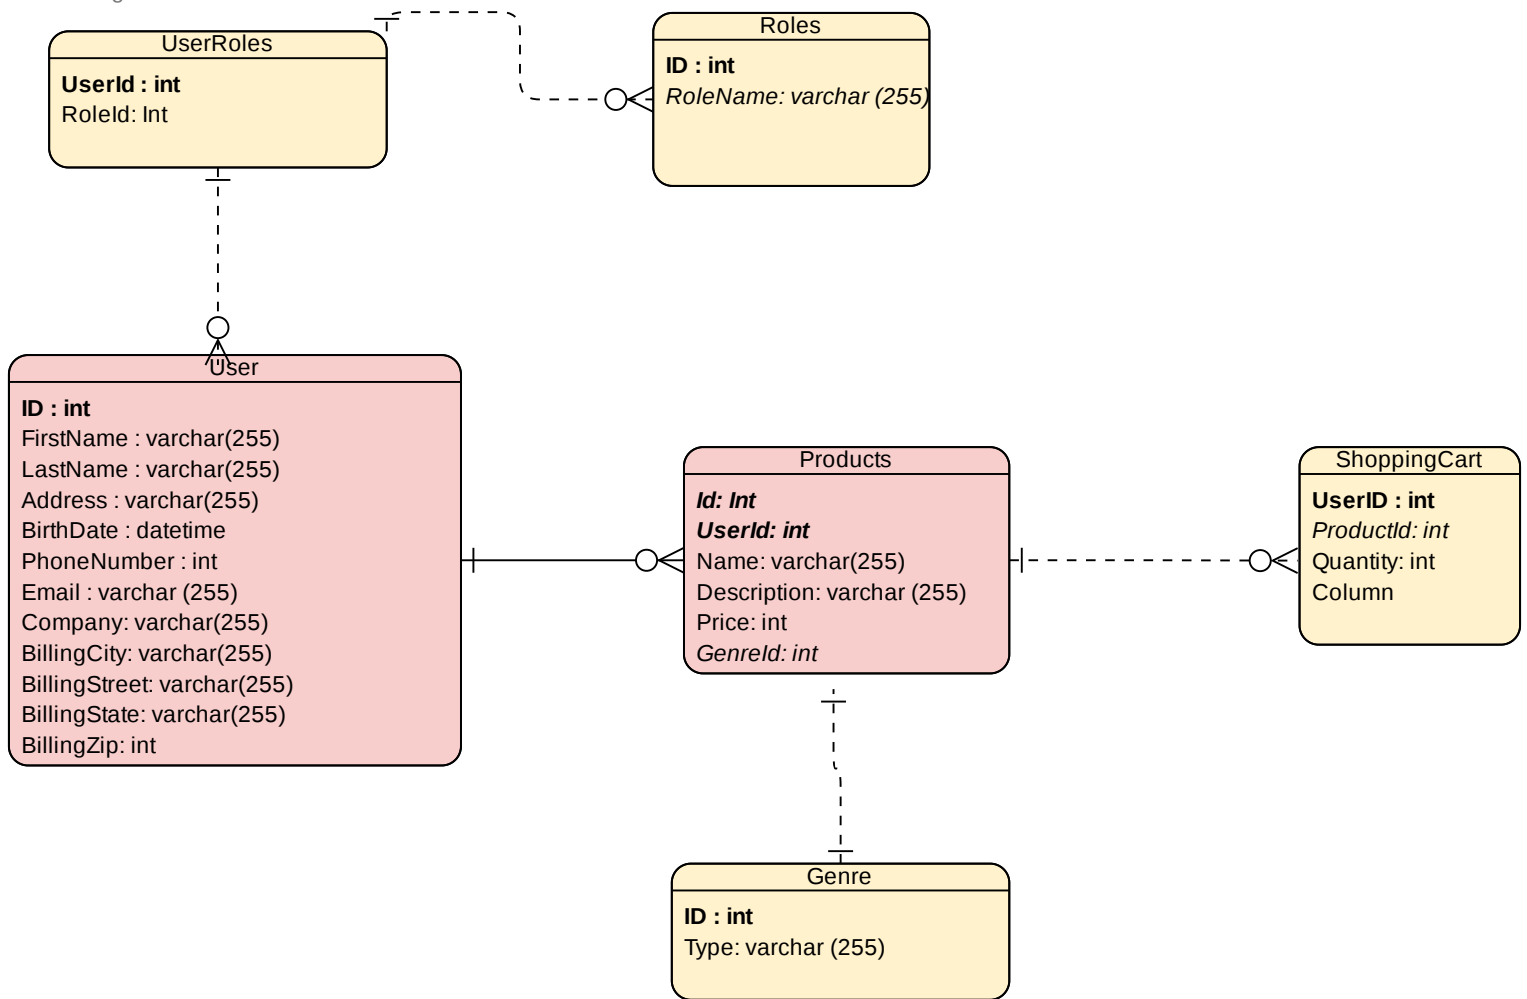 UserRoles
UserId : int
RoleId: Int
Roles
ID : int
RoleName: varchar (255)
User
ID : int
FirstName : varchar(255)
LastName : varchar(255)
Address : varchar(255)
BirthDate : datetime
PhoneNumber : int
Email : varchar (255)
Company: varchar(255)
BillingCity: varchar(255)
BillingStreet: varchar(255)
BillingState: varchar(255)
BillingZip: int
Products
Id: Int
UserId: int
Name: varchar(255)
Description: varchar (255)
Price: int
GenreId: int
ShoppingCart
UserID : int
ProductId: int
Quantity: int
Column
Genre
ID : int
Type: varchar (255)